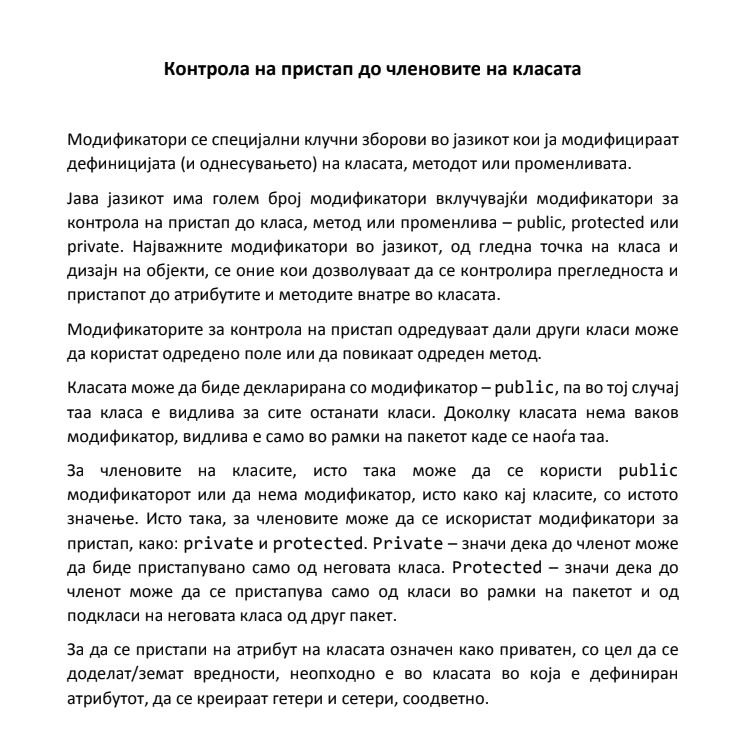 Контрола на пристап до членовите на класата
Модификатори се специјални клучни зборови во јазикот кои ја модифицираат
дефиницијата (и однесувањето) на класата, методот или променливата.
Јава јазикот има голем број модификатори вклучувајќи модификатори за
контрола на пристап до класа, метод или променлива – public, protected или
private. Најважните модификатори во јазикот, од гледна точка на класа и
дизајн на објекти, се оние кои дозволуваат да се контролира прегледноста и
пристапот до атрибутите и методите внатре во класата.
Модификаторите за контрола на пристап одредуваат дали други класи може
да користат одредено поле или да повикаат одреден метод.
Класата може да биде декларирана со модификатор – public, па во тој случај
таа класа е видлива за сите останати класи. Доколку класата нема ваков
модификатор, видлива е само во рамки на пакетот каде се наоѓа таа.
За членовите на класите, исто така може да се користи public
модификаторот или да нема модификатор, исто како кај класите, со истото
значење. Исто така, за членовите може да се искористат модификатори за
пристап, како: private и protected. Private – значи дека до членот може
да биде пристапувано само од неговата класа. Protected – значи дека до
членот може да се пристапува само од класи во рамки на пакетот и од
подкласи на неговата класа од друг пакет.
За да се пристапи на атрибут на класата означен како приватен, со цел да се
доделат/земат вредности, неопходно е во класата во која е дефиниран
атрибутот, да се креираат гетери и сетери, соодветно.